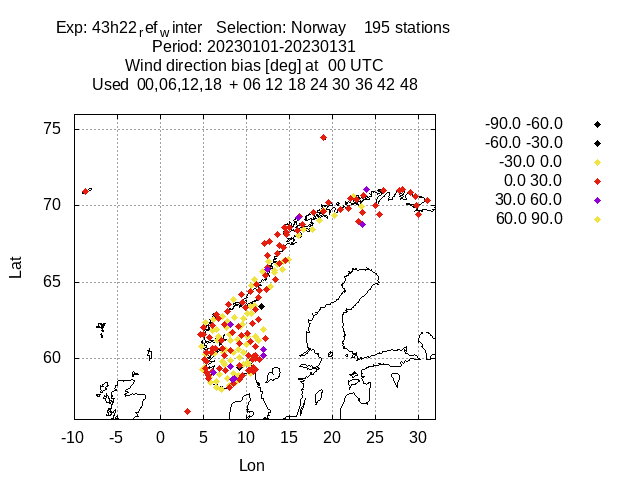 Exp: 43h22refwinter Selection: Norway 195 stations
Period: 20230101-20230131
Wind direction bias [deg] at 00 UTC
Used 00,06,12,18 + 06 12 18 24 30 36 42 48
-90.0 -60.0
-60.0 -30.0
-30.0 0.0
0.0 30.0
30.0 60.0
60.0 90.0
75
70
65
60
Lat
-10 -5 0 5 10 15 20 25 30
Lon